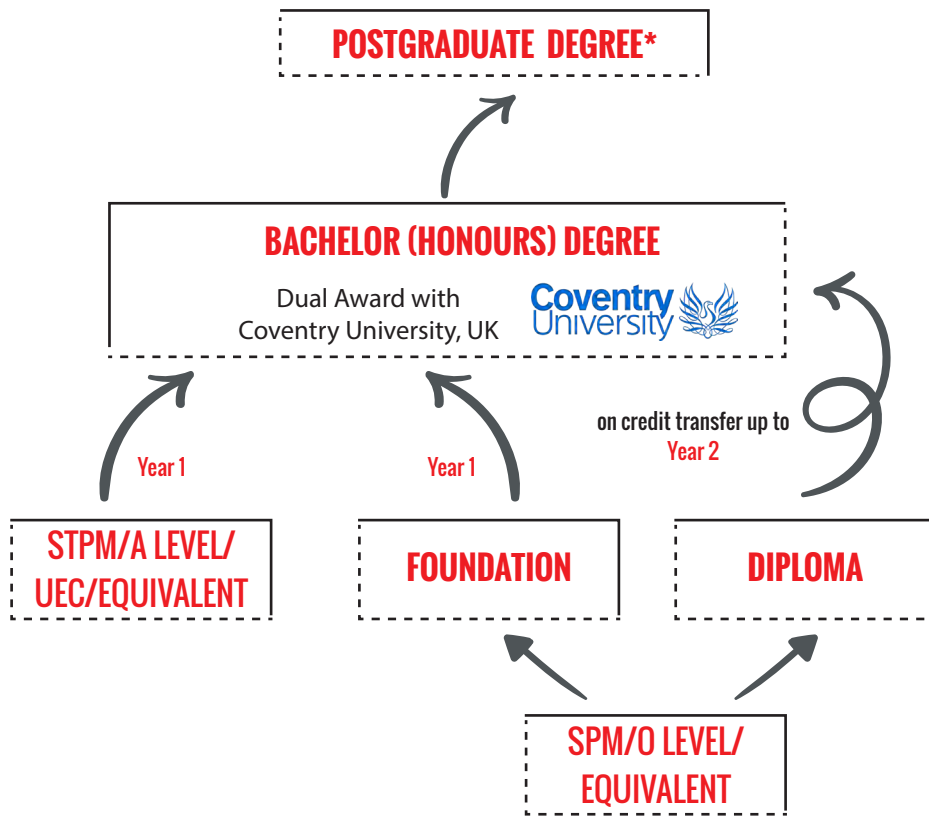 POSTGRADUATE DEGREE*
BACHELOR (HONOURS) DEGREE
Dual Award with
Coventry University, UK
Coventry
University
on credit transfer up to
Year 2
Year 1
Year 1
STPM/A LEVEL/
UEC/EQUIVALENT
FOUNDATION
DIPLOMA
SPM/O LEVEL/
EQUIVALENT